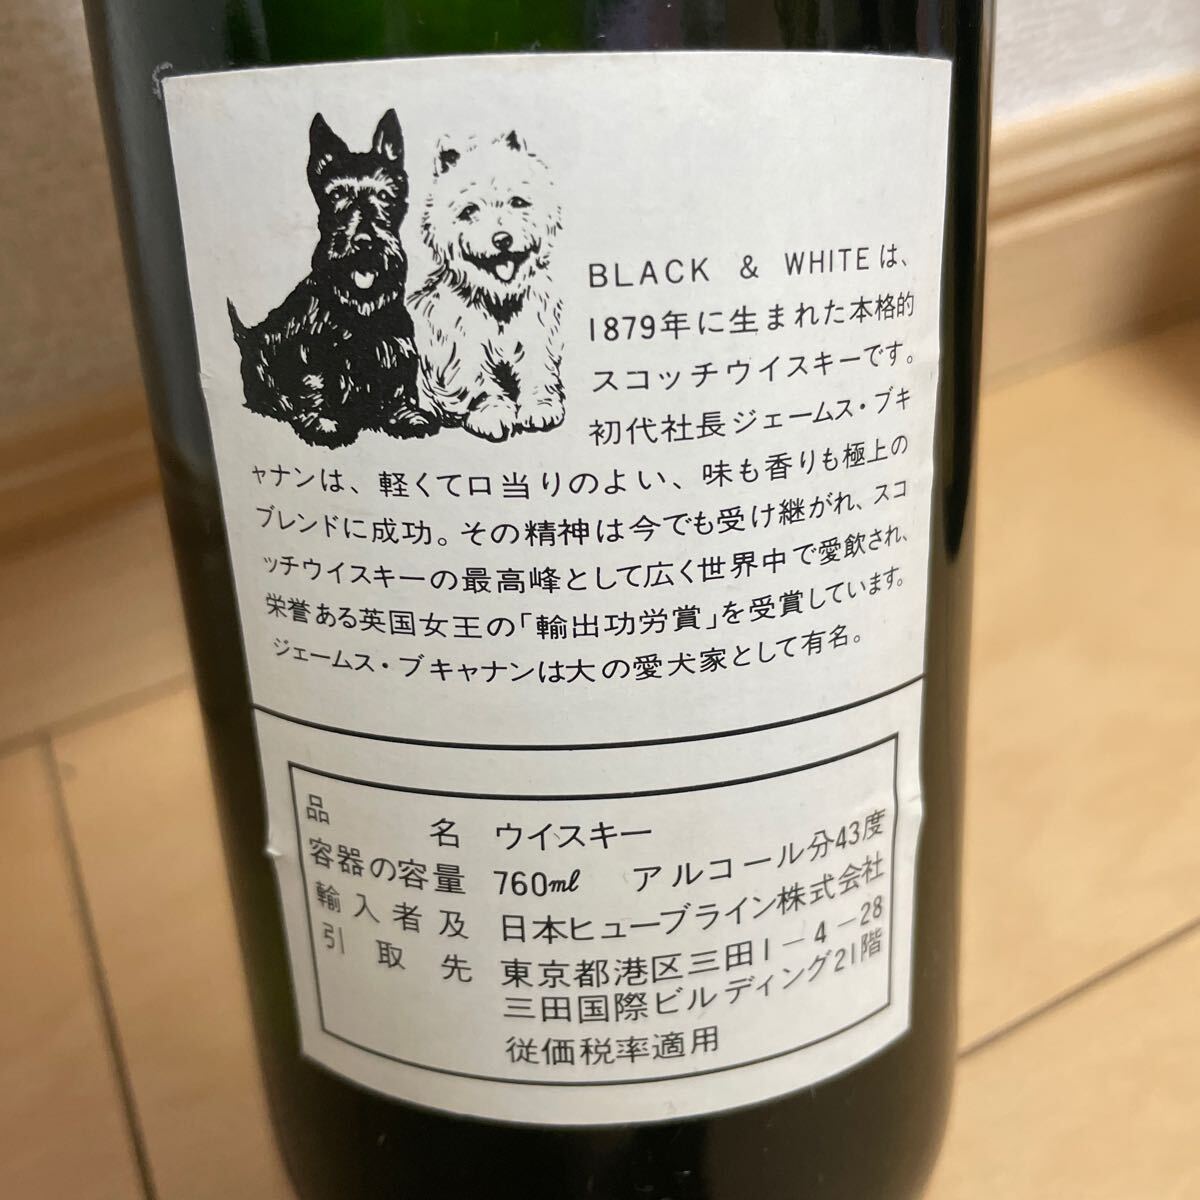 BLACK & WHITEは、
1879年に生まれた本格的
スコッチウイスキーです。
初代社長ジェームス・ブキ
ャナンは、軽くて口当りのよい、味も香りも極上の
ブレンドに成功。その精神は今でも受け継がれ、スコ
ッチウイスキーの最高峰として広く世界中で愛飲され、
栄誉ある英国女王の「輸出功労賞」を受賞しています。
ジェームス・ブキャナンは大の愛犬家として有名。
品名 ウイスキー
容器の容量 760ml アルコール分43度
輸入者及 日本ヒューブライン株式会社
引取先 東京都港区三田1-4-28
三田国際ビルディング21階
従価税率適用